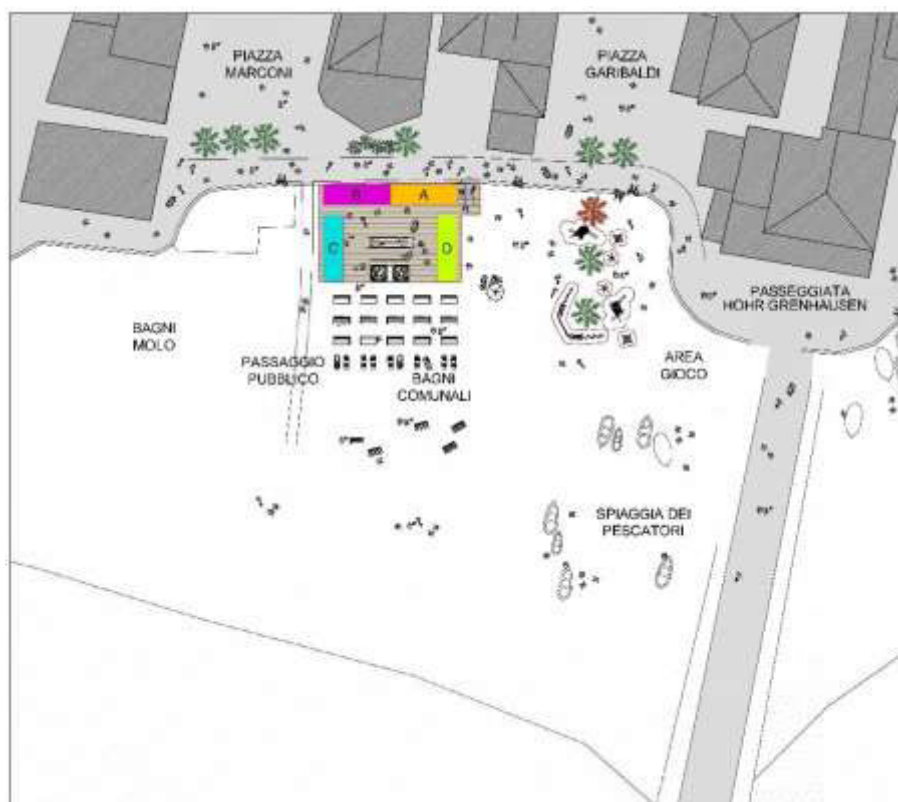 PIAZZA
MARCONI
PIAZZA
GARIBALDI
B
A
C
D
PASSEGGIATA
HOHR GRENHAUSEN
BAGNI
MOLO
PASSAGGIO
PUBBLICO
BAGNI
COMUNALI
AREA
GIOCO
SPIAGGIA DEI
PESCATORI